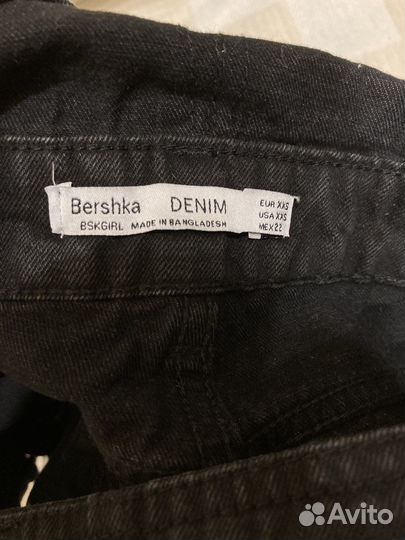 Bershka DENIM
BSKGIRL MADE IN BANGLADESH
EUR XXS
USA XXS
MEX 22
Avito